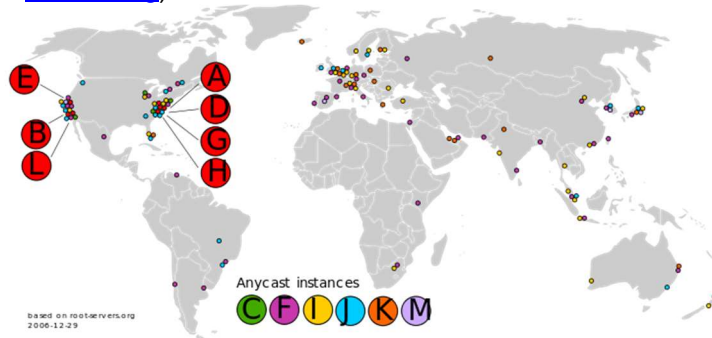 E
A
B
D
G
L
H
Anycast instances
C F I J K M
based on root-servers.org
2006-12-29